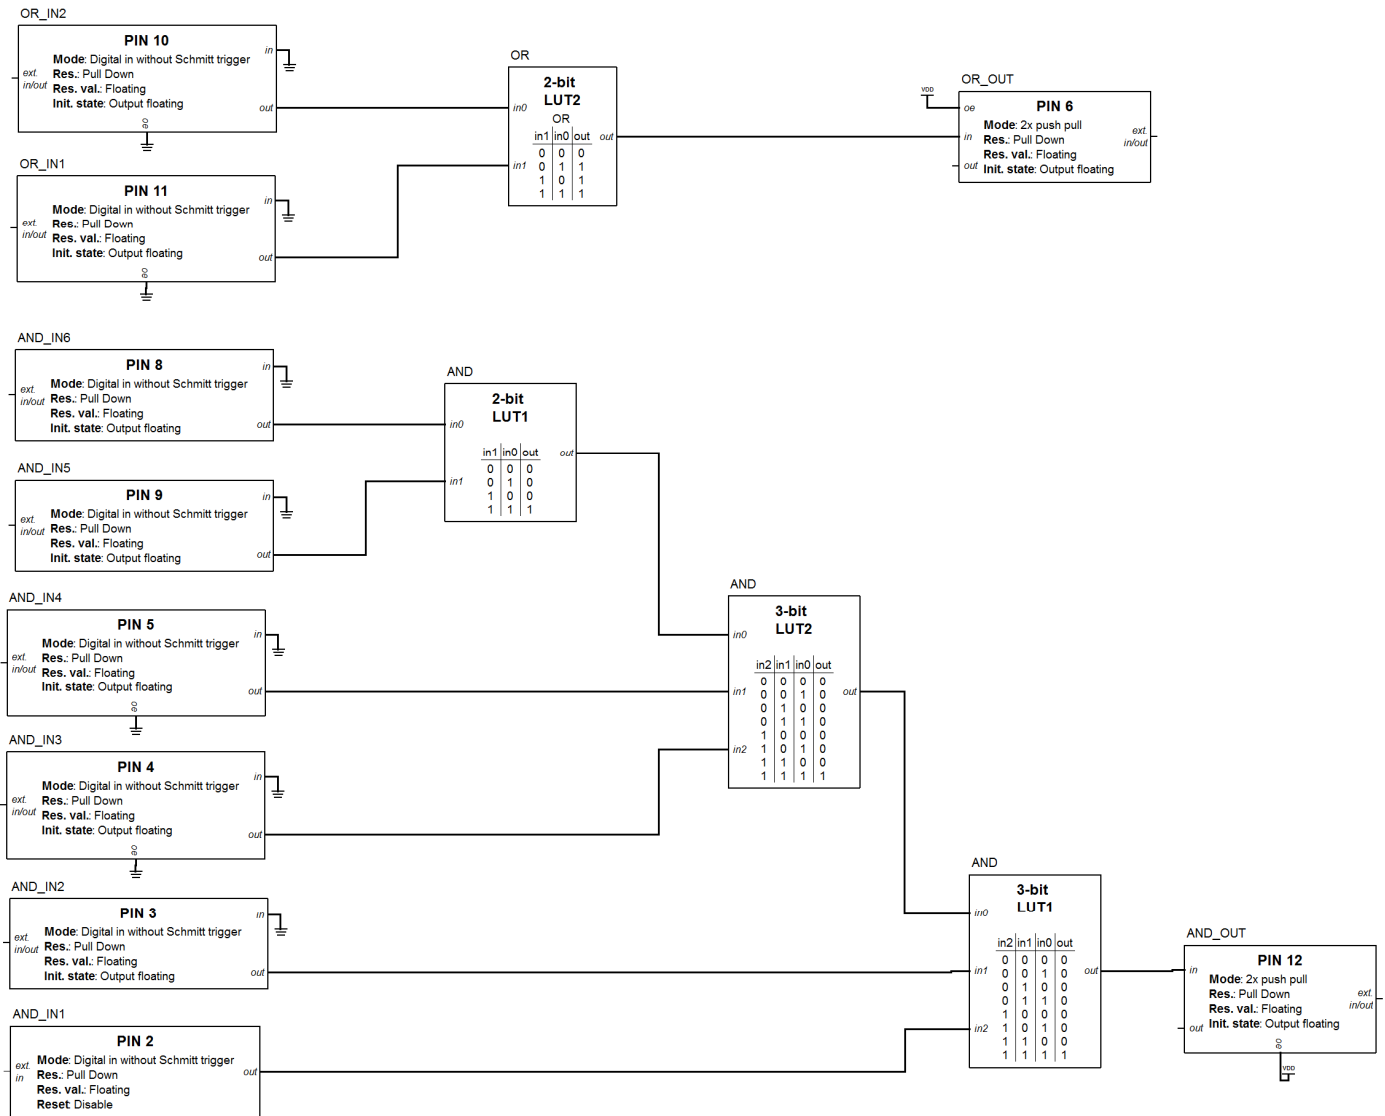 OR_IN2
PIN 10
Mode: Digital in without Schmitt trigger
Res.: Pull Down
Res. val.: Floating
Init. state: Output floating
ext.
in/out
in
out
oe
OR_IN1
PIN 11
Mode: Digital in without Schmitt trigger
Res.: Pull Down
Res. val.: Floating
Init. state: Output floating
ext.
in/out
in
out
oe
OR
2-bit
LUT2
OR
in1 in0 out
0 0 0
0 1 1
1 0 1
1 1 1
in0
in1
out
OR_OUT
VDD
PIN 6
Mode: 2x push pull
Res.: Pull Down
Res. val.: Floating
Init. state: Output floating
oe
in
out
ext.
in/out
AND_IN6
PIN 8
Mode: Digital in without Schmitt trigger
Res.: Pull Down
Res. val.: Floating
Init. state: Output floating
ext.
in/out
in
out
AND_IN5
PIN 9
Mode: Digital in without Schmitt trigger
Res.: Pull Down
Res. val.: Floating
Init. state: Output floating
ext.
in/out
in
out
AND
2-bit
LUT1
in1 in0 out
0 0 0
0 1 0
1 0 0
1 1 1
in0
in1
out
AND_IN4
PIN 5
Mode: Digital in without Schmitt trigger
Res.: Pull Down
Res. val.: Floating
Init. state: Output floating
ext.
in/out
in
out
oe
AND_IN3
PIN 4
Mode: Digital in without Schmitt trigger
Res.: Pull Down
Res. val.: Floating
Init. state: Output floating
ext.
in/out
in
out
oe
AND
3-bit
LUT2
in2 in1 in0 out
0 0 0 0
0 0 1 0
0 1 0 0
0 1 1 0
1 0 0 0
1 0 1 0
1 1 0 0
1 1 1 1
in0
in1
in2
out
AND_IN2
PIN 3
Mode: Digital in without Schmitt trigger
Res.: Pull Down
Res. val.: Floating
Init. state: Output floating
ext.
in/out
in
out
AND_IN1
PIN 2
Mode: Digital in without Schmitt trigger
Res.: Pull Down
Res. val.: Floating
Reset: Disable
ext.
in
out
AND
3-bit
LUT1
in2 in1 in0 out
0 0 0 0
0 0 1 0
0 1 0 0
0 1 1 0
1 0 0 0
1 0 1 0
1 1 0 0
1 1 1 1
in0
in1
in2
out
AND_OUT
PIN 12
Mode: 2x push pull
Res.: Pull Down
Res. val.: Floating
Init. state: Output floating
in
out
ext.
in/out
oe
VDD